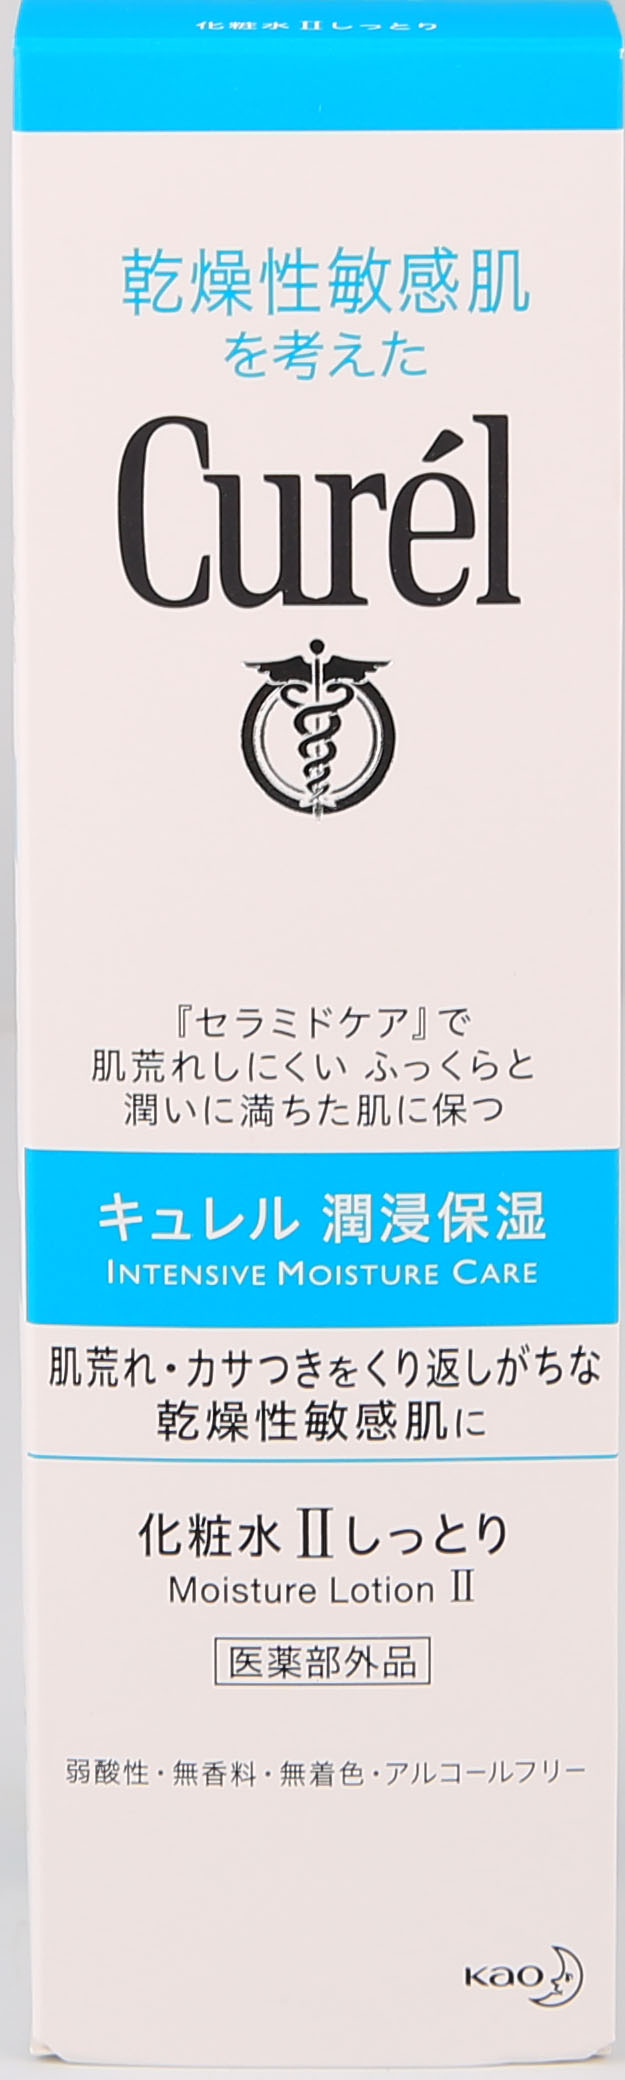 化粧水 Ⅱ しっとり
乾燥性敏感肌
を考えた
Curél
『セラミドケア』で
肌荒れしにくい ふっくらと
潤いに満ちた肌に保つ
キュレル 潤浸保湿
INTENSIVE MOISTURE CARE
肌荒れ・カサつきをくり返しがちな
乾燥性敏感肌に
化粧水 Ⅱ しっとり
Moisture Lotion Ⅱ
医薬部外品
弱酸性・無香料・無着色・アルコールフリー
Kao